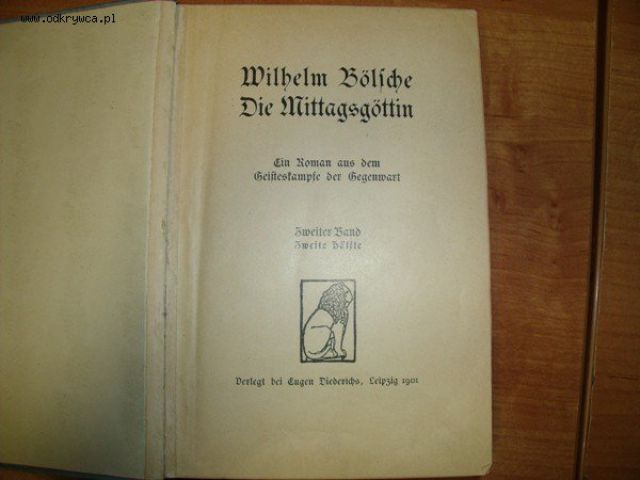 www.odkrywca.pl
Wilhelm Bölsche
Die Mittagsgöttin
Ein Roman aus dem
Geisteskampfe der Gegenwart
Zweiter Band
Zweite Hälfte
Verlegt bei Eugen Diederichs, Leipzig 1901